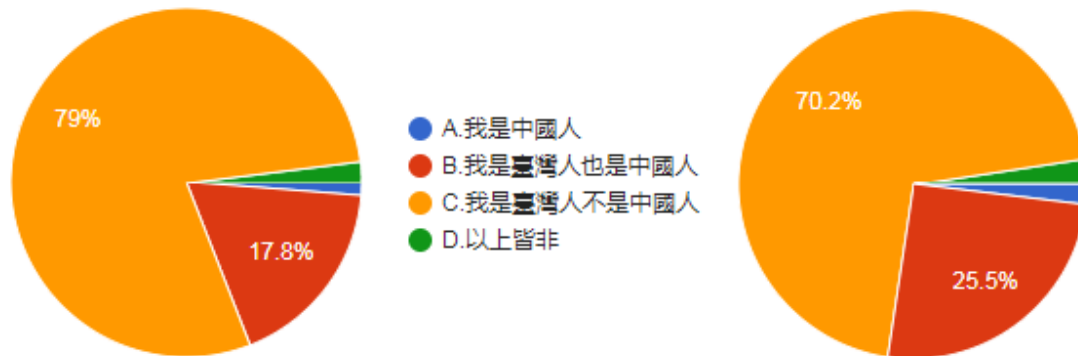 79%
17.8%
A.我是中國人
B.我是臺灣人也是中國人
C.我是臺灣人不是中國人
D.以上皆非
70.2%
25.5%